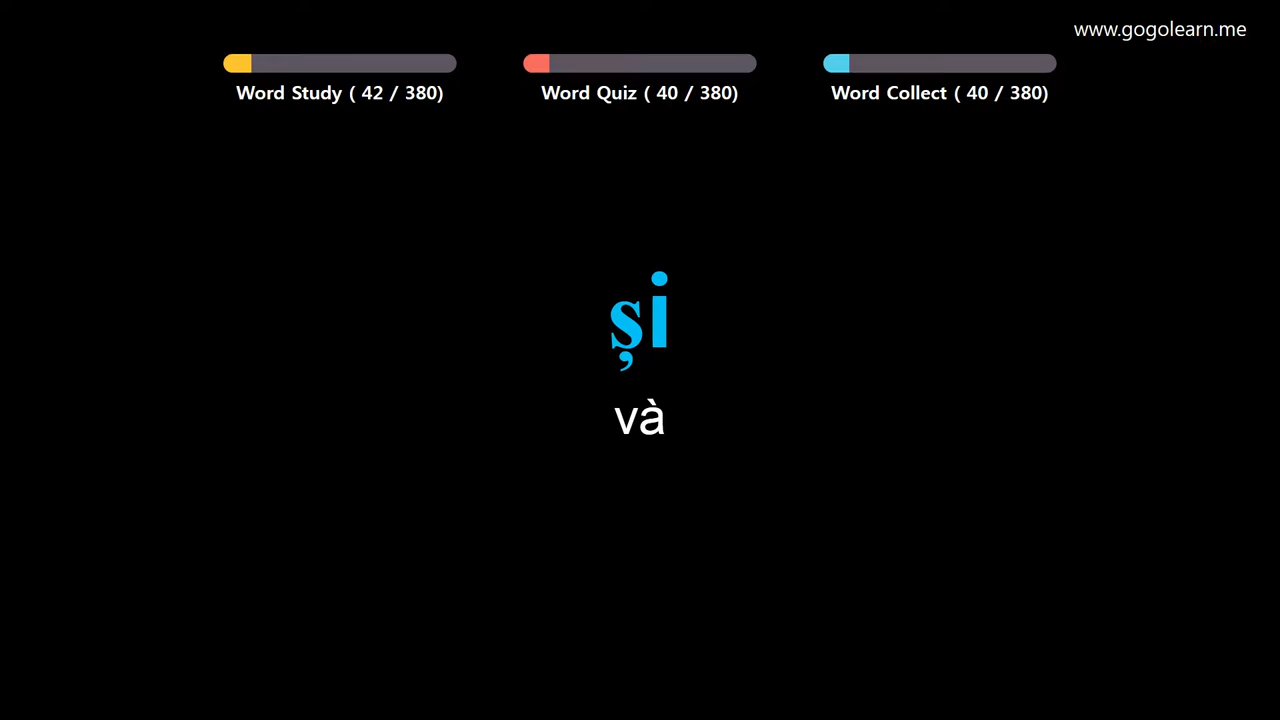 www.gogolearn.me
Word Study ( 42 / 380)
Word Quiz ( 40 / 380)
Word Collect ( 40 / 380)
și
và